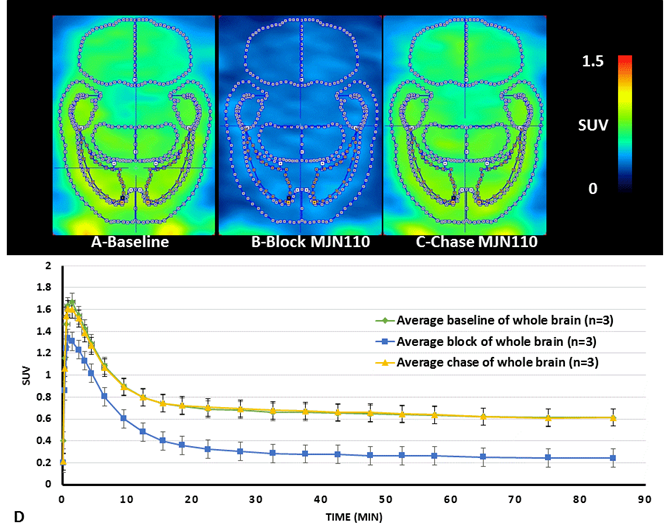 1.5
SUV
0
A-Baseline B-Block MJN110 C-Chase MJN110
2
1.8
1.6
1.4
1.2
1
0.8
0.6
0.4
0.2
0
SUV
Average baseline of whole brain (n=3)
Average block of whole brain (n=3)
Average chase of whole brain (n=3)
0 10 20 30 40 50 60 70 80 90
TIME (MIN)
D